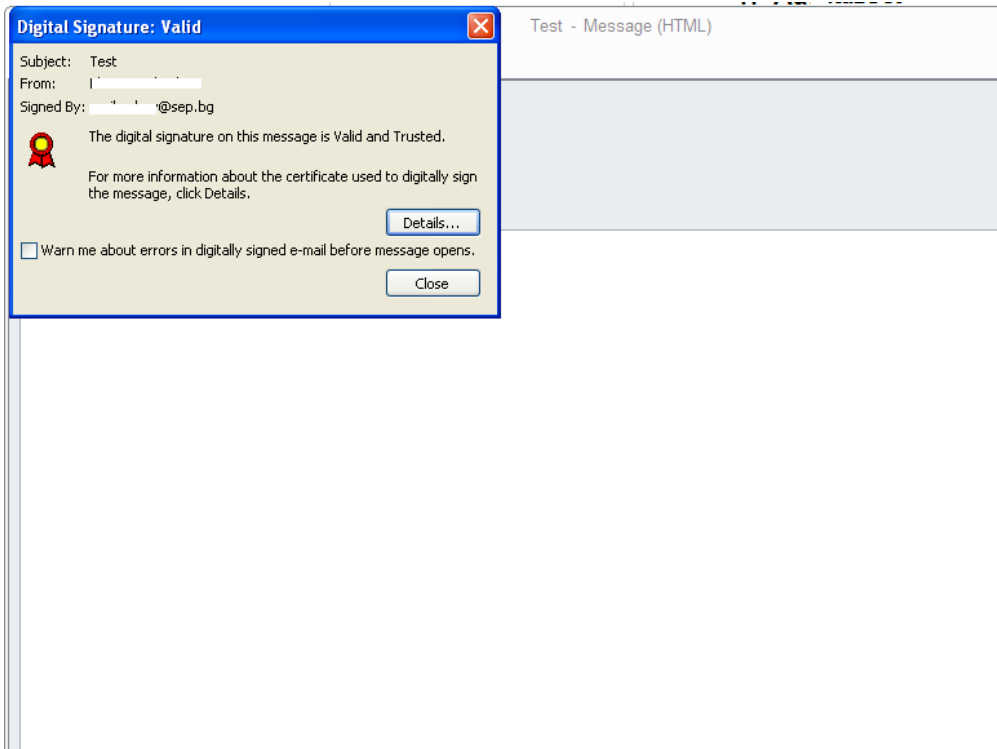 Digital Signature: Valid
Test - Message (HTML)
Subject: Test
From:
Signed By: @sep.bg
The digital signature on this message is Valid and Trusted.
For more information about the certificate used to digitally sign
the message, click Details.
Details...
Warn me about errors in digitally signed e-mail before message opens.
Close